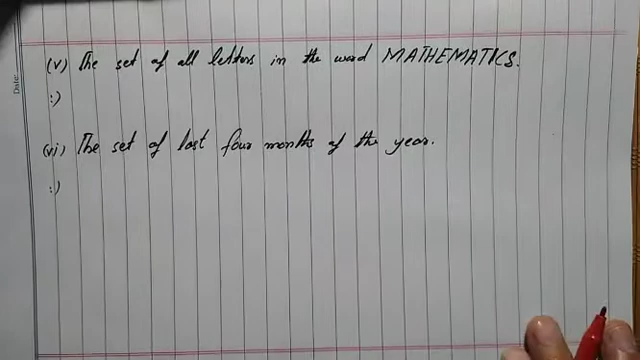 Date:
(v) The set of all letters in the word MATHEMATICS.
:)
(vi) The set of last four months of the year.
:)